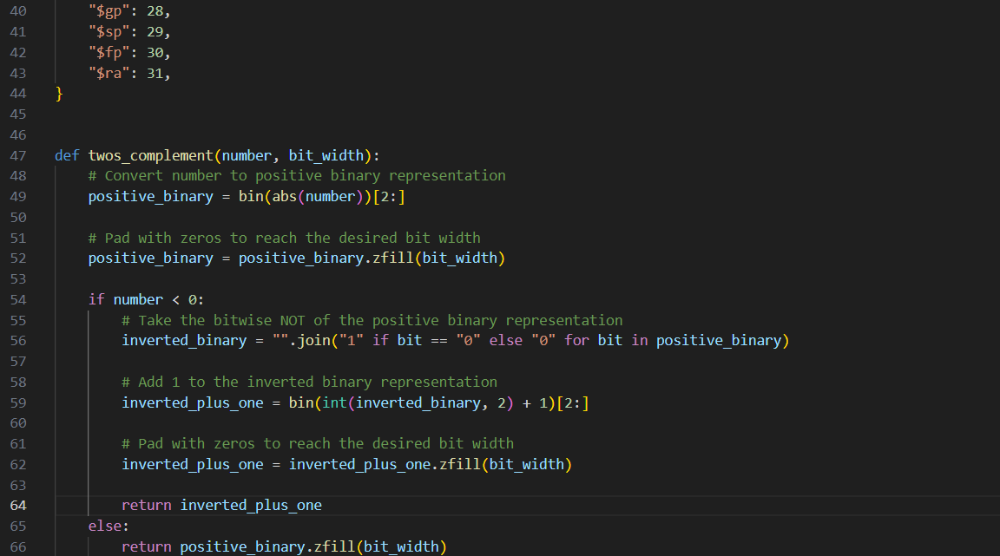 40 "$gp": 28,
41 "$sp": 29,
42 "$fp": 30,
43 "$ra": 31,
44 }
45
46
47 def twos_complement(number, bit_width):
48 # Convert number to positive binary representation
49 positive_binary = bin(abs(number))[2:]
50
51 # Pad with zeros to reach the desired bit width
52 positive_binary = positive_binary.zfill(bit_width)
53
54 if number < 0:
55 # Take the bitwise NOT of the positive binary representation
56 inverted_binary = "".join("1" if bit == "0" else "0" for bit in positive_binary)
57
58 # Add 1 to the inverted binary representation
59 inverted_plus_one = bin(int(inverted_binary, 2) + 1)[2:]
60
61 # Pad with zeros to reach the desired bit width
62 inverted_plus_one = inverted_plus_one.zfill(bit_width)
63
64 return inverted_plus_one
65 else:
66 return positive_binary.zfill(bit_width)